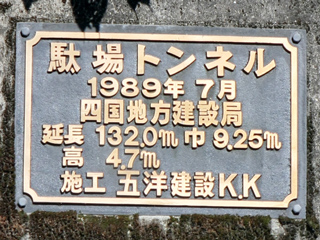 駄場トンネル
1989年7月
四国地方建設局
延長 132.0m 巾 9.25m
高 4.7m
施工 五洋建設K.K